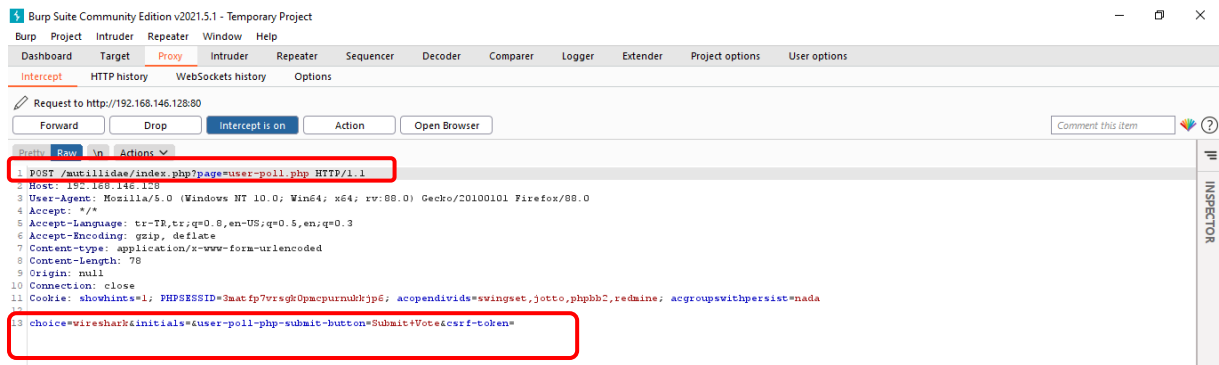 Burp Suite Community Edition v2021.5.1 - Temporary Project
Burp Project Intruder Repeater Window Help
Dashboard Target Proxy Intruder Repeater Sequencer Decoder Comparer Logger Extender Project options User options
Intercept HTTP history WebSockets history Options
Request to http://192.168.146.128:80
Forward Drop Intercept is on Action Open Browser Comment this item
Pretty Raw \n Actions
1 POST /mutillidae/index.php?page=user-poll.php HTTP/1.1
2 Host: 192.168.146.128
3 User-Agent: Mozilla/5.0 (Windows NT 10.0; Win64; x64; rv:88.0) Gecko/20100101 Firefox/88.0
4 Accept: */*
5 Accept-Language: tr-TR,tr;q=0.8,en-US;q=0.5,en;q=0.3
6 Accept-Encoding: gzip, deflate
7 Content-type: application/x-www-form-urlencoded
8 Content-Length: 78
9 Origin: null
10 Connection: close
11 Cookie: showhints=1; PHPSESSID=3matfp7vrsgk0pmcpurnukkjp6; acopendivids=swingset,jotto,phpbb2,redmine; acgroupswithpersist=nada
12
13 choice=wireshark&initials=&user-poll-php-submit-button=Submit+Vote&csrf-token=
INSPECTOR